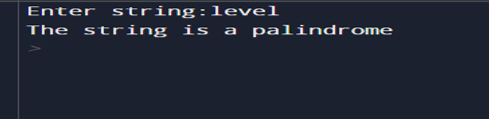 Enter string:level
The string is a palindrome
>